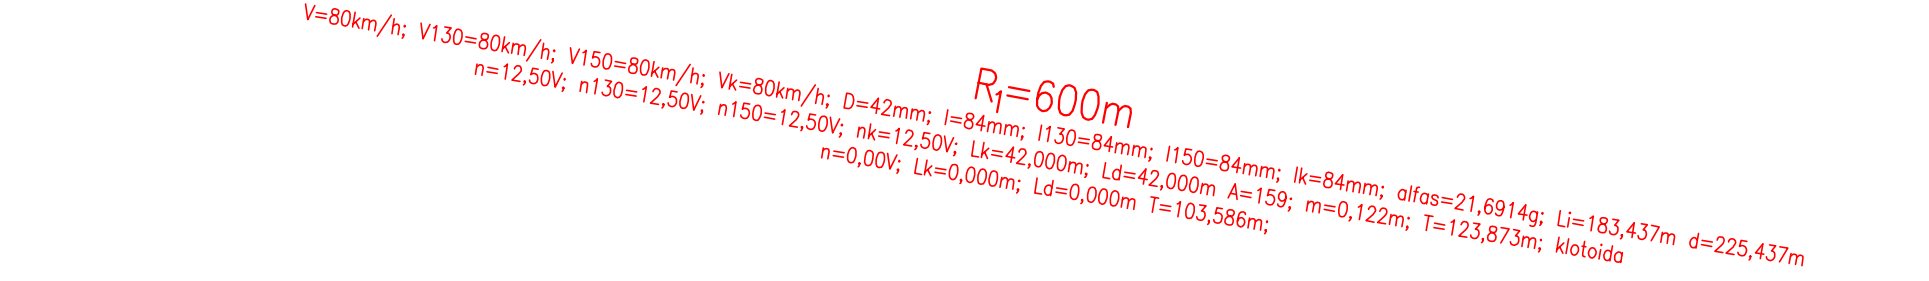 R1=600m
V=80km/h; V130=80km/h; V150=80km/h; Vk=80km/h; D=42mm; I=84mm; I130=84mm; I150=84mm; Ik=84mm; alfas=21,6914g; Li=183,437m d=225,437m
n=12,50V; n130=12,50V; n150=12,50V; nk=12,50V; Lk=42,000m; Ld=42,000m A=159; m=0,122m; T=123,873m; klotoida
n=0,00V; Lk=0,000m; Ld=0,000m T=103,586m;